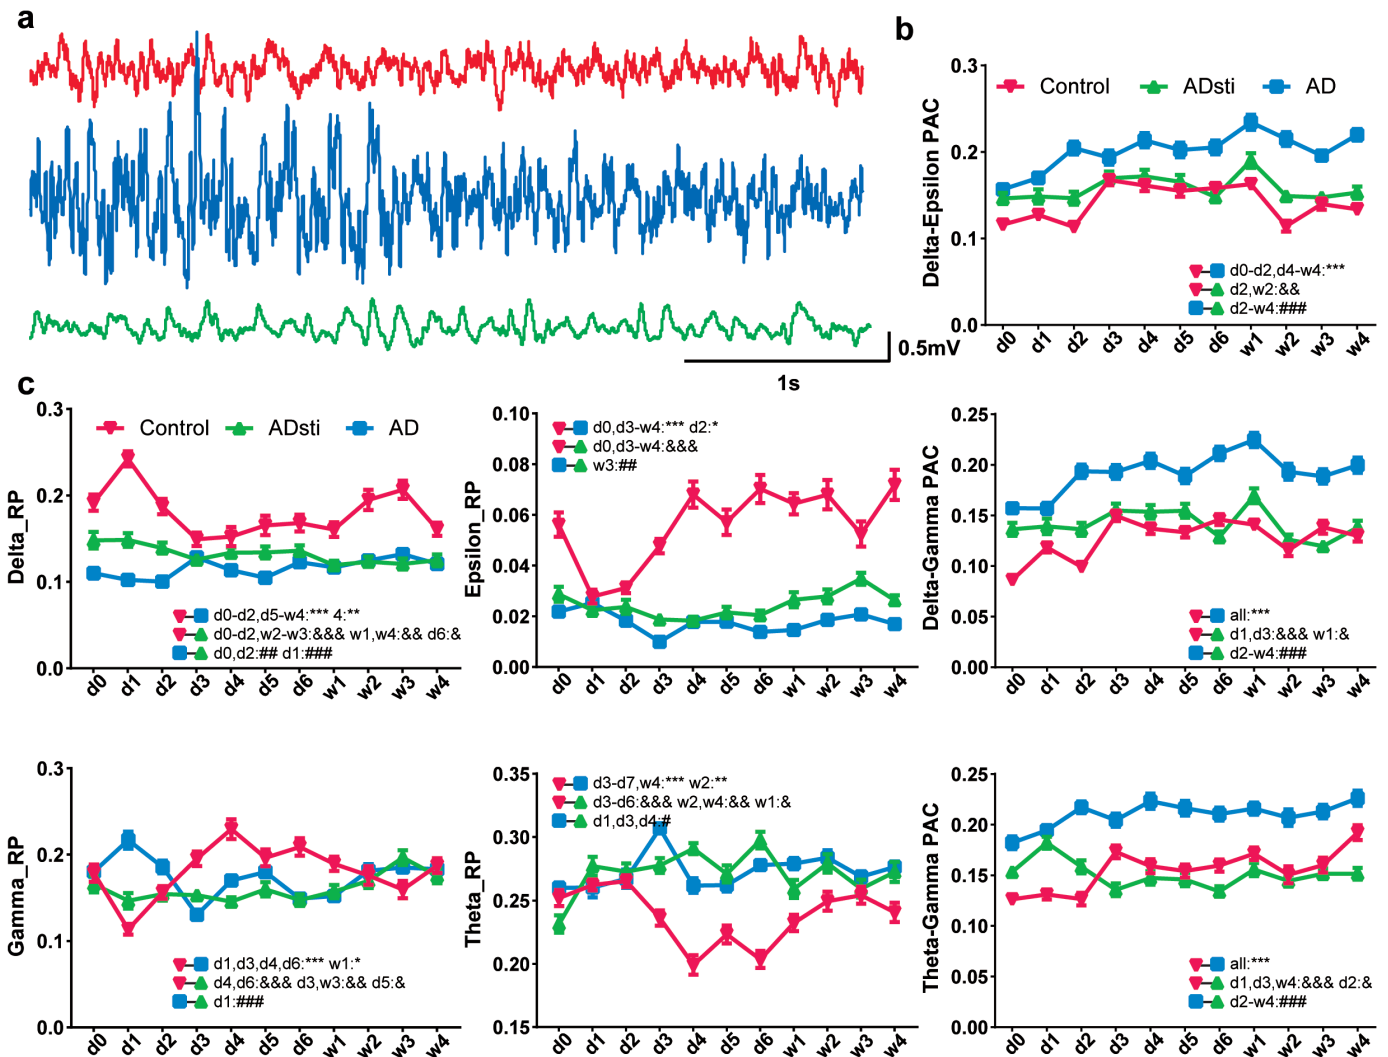 a
0.5mV
1s
b
Delta-Epsilon PAC
0.3
0.2
0.1
0.0
Control ADsti AD
d0-d2,d4-w4:***
d2,w2:&&
d2-w4:###
d0 d1 d2 d3 d4 d5 d6 w1 w2 w3 w4
c
Delta_RP
0.3
0.2
0.1
0.0
Control ADsti AD
d0-d2,d5-w4:*** 4:**
d0-d2,w2-w3:&&& w1,w4:&& d6:&
d0,d2:## d1:###
d0 d1 d2 d3 d4 d5 d6 w1 w2 w3 w4
Epsilon_RP
0.10
0.08
0.06
0.04
0.02
0.00
d0,d3-w4:*** d2:*
d0,d3-w4:&&&
w3:##
d0 d1 d2 d3 d4 d5 d6 w1 w2 w3 w4
Delta-Gamma PAC
0.25
0.20
0.15
0.10
0.05
0.00
all:***
d1,d3:&&& w1:&
d2-w4:###
d0 d1 d2 d3 d4 d5 d6 w1 w2 w3 w4
Gamma_RP
0.3
0.2
0.1
0.0
d1,d3,d4,d6:*** w1:*
d4,d6:&&& d3,w3:&& d5:&
d1:###
d0 d1 d2 d3 d4 d5 d6 w1 w2 w3 w4
Theta_RP
0.35
0.30
0.25
0.20
0.15
d3-d7,w4:*** w2:**
d3-d6:&&& w2,w4:&& w1:&
d1,d3,d4:#
d0 d1 d2 d3 d4 d5 d6 w1 w2 w3 w4
Theta-Gamma PAC
0.25
0.20
0.15
0.10
0.05
0.00
all:***
d1,d3,w4:&&& d2:&
d2-w4:###
d0 d1 d2 d3 d4 d5 d6 w1 w2 w3 w4